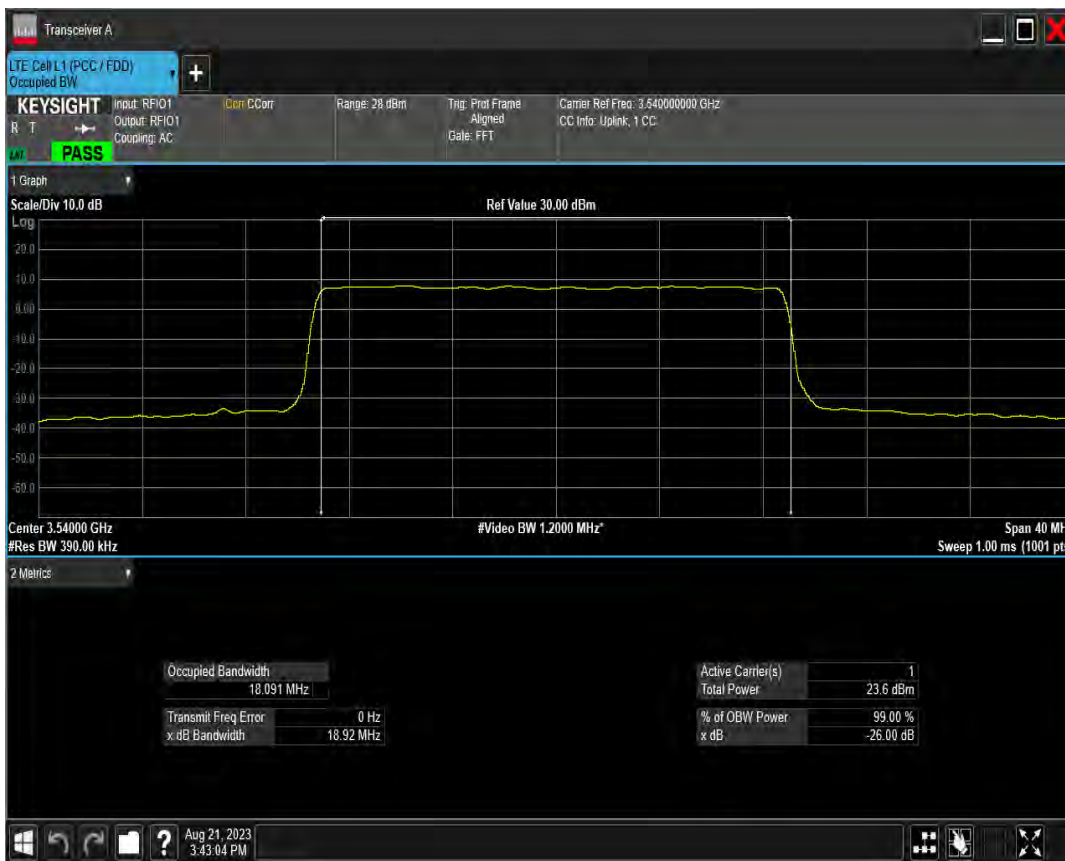 Transceiver A
LTE Cell L1 (PCC / FDD)
Occupied BW
KEYSIGHT
R T
PASS
Input: RFIO1
Output: RFIO1
Coupling: AC
Corr CCorr
Range: 28 dBm
Trig: Prot Frame
Aligned
Gate: FFT
Carrier Ref Freq: 3.540000000 GHz
CC Info: Uplink, 1 CC
1 Graph
Scale/Div 10.0 dB
Ref Value 30.00 dBm
Log
20.0
10.0
0.00
-10.0
-20.0
-30.0
-40.0
-50.0
-60.0
Center 3.54000 GHz
#Video BW 1.2000 MHz*
Span 40 MH
#Res BW 390.00 kHz
Sweep 1.00 ms (1001 pts
2 Metrics
Occupied Bandwidth
18.091 MHz
Transmit Freq Error 0 Hz
x dB Bandwidth 18.92 MHz
Active Carrier(s) 1
Total Power 23.6 dBm
% of OBW Power 99.00 %
x dB -26.00 dB
Aug 21, 2023
3:43:04 PM